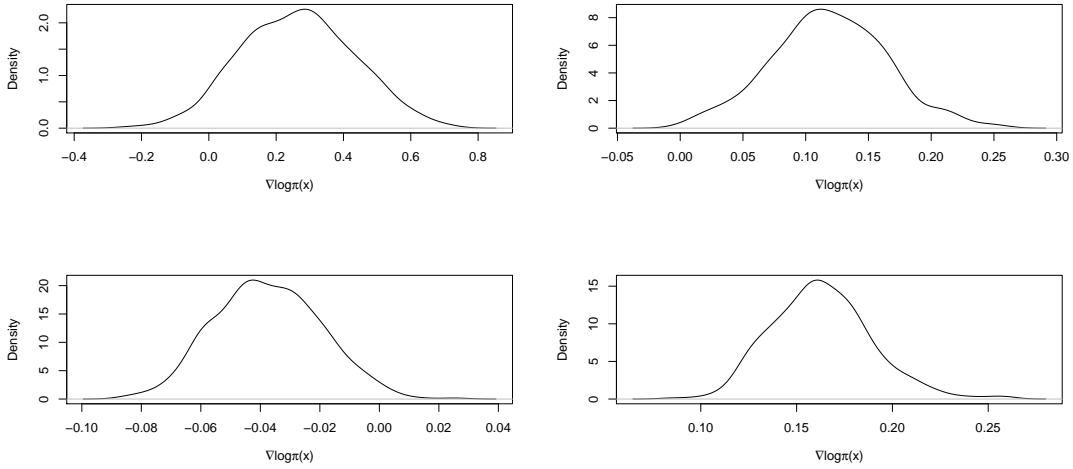 Density
0.0 1.0 2.0
−0.4 −0.2 0.0 0.2 0.4 0.6 0.8
∇logπ(x)
Density
0 2 4 6 8
−0.05 0.00 0.05 0.10 0.15 0.20 0.25 0.30
∇logπ(x)
Density
0 5 10 15 20
−0.10 −0.08 −0.06 −0.04 −0.02 0.00 0.02 0.04
∇logπ(x)
Density
0 5 10 15
0.10 0.15 0.20 0.25
∇logπ(x)